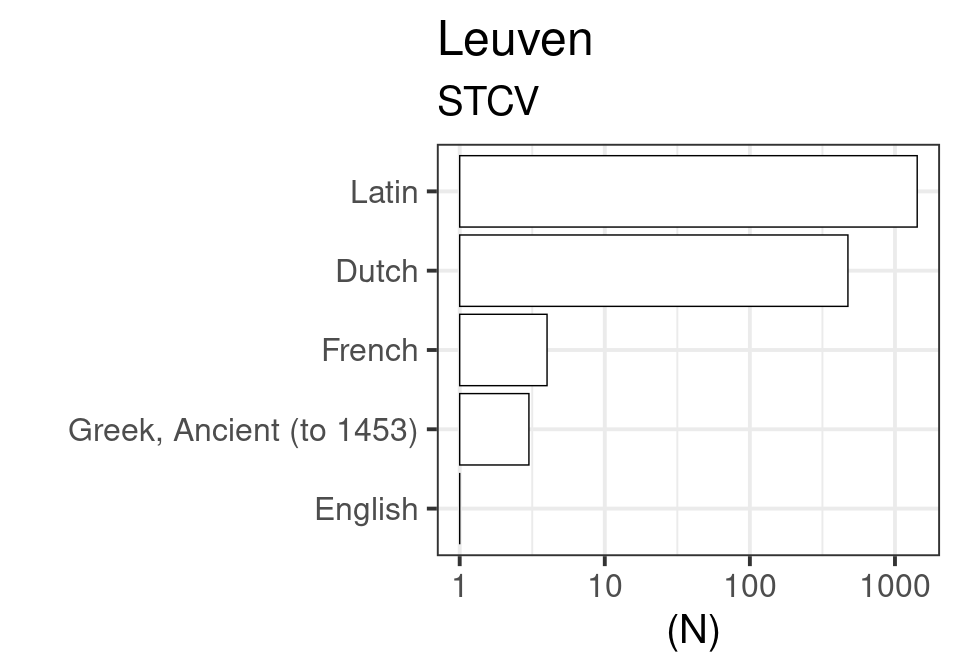 Leuven
STCV
Latin
Dutch
French
Greek, Ancient (to 1453)
English
1 10 100 1000
(N)